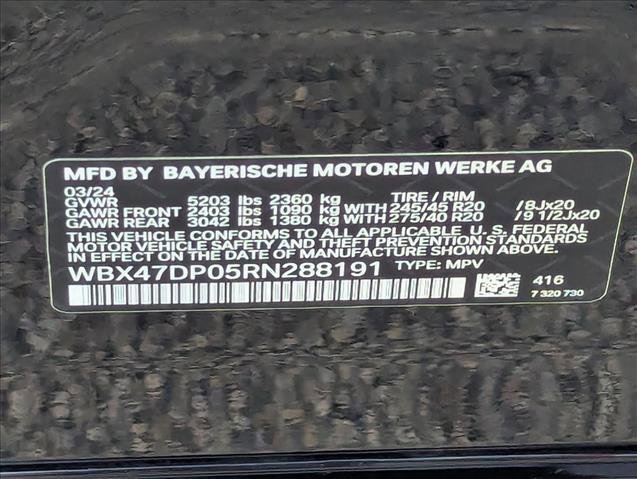 MFD BY BAYERISCHE MOTOREN WERKE AG
03/24 TIRE / RIM
GVWR 5203 lbs 2360 kg
GAWR FRONT 2403 lbs 1090 kg WITH 245/45 R20 /8Jx20
GAWR REAR 3042 lbs 1380 kg WITH 275/40 R20 /9 1/2Jx20
THIS VEHICLE CONFORMS TO ALL APPLICABLE U. S. FEDERAL
MOTOR VEHICLE SAFETY AND THEFT PREVENTION STANDARDS
IN EFFECT ON THE DATE OF MANUFACTURE SHOWN ABOVE.
WBX47DP05RN288191 TYPE: MPV
416
7 320 730